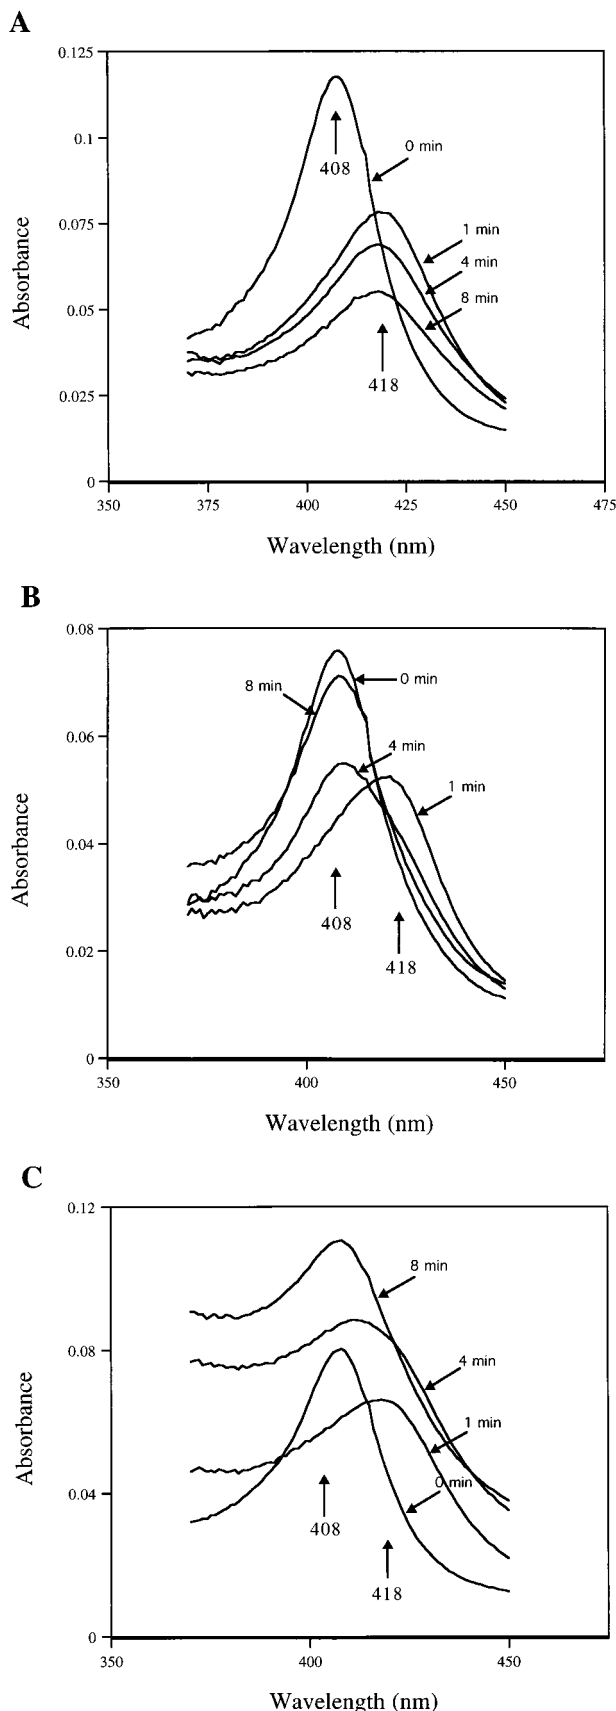 A
0.125
0.1
0.075
0.05
0.025
0
Absorbance
408
0 min
1 min
4 min
8 min
418
350
375
400
425
450
475
Wavelength (nm)
B
0.08
0.06
0.04
0.02
0
Absorbance
8 min
0 min
4 min
1 min
408
418
350
400
450
Wavelength (nm)
C
0.12
0.08
0.04
0
Absorbance
8 min
4 min
1 min
0 min
408
418
350
400
450
Wavelength (nm)